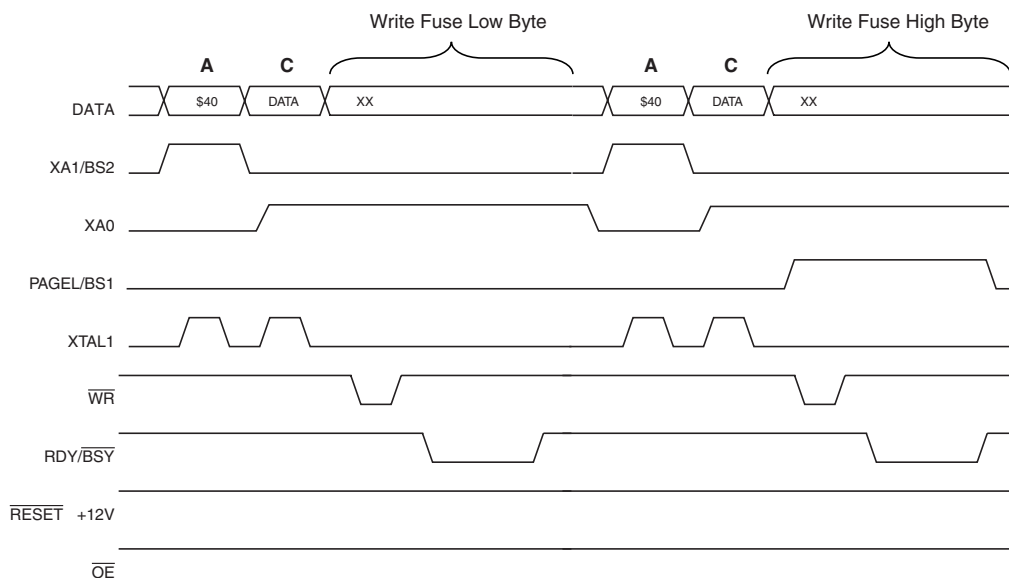 Write Fuse Low Byte Write Fuse High Byte
A C A C
DATA $40 DATA XX $40 DATA XX
XA1/BS2
XA0
PAGEL/BS1
XTAL1
WR
RDY/BSY
RESET +12V
OE